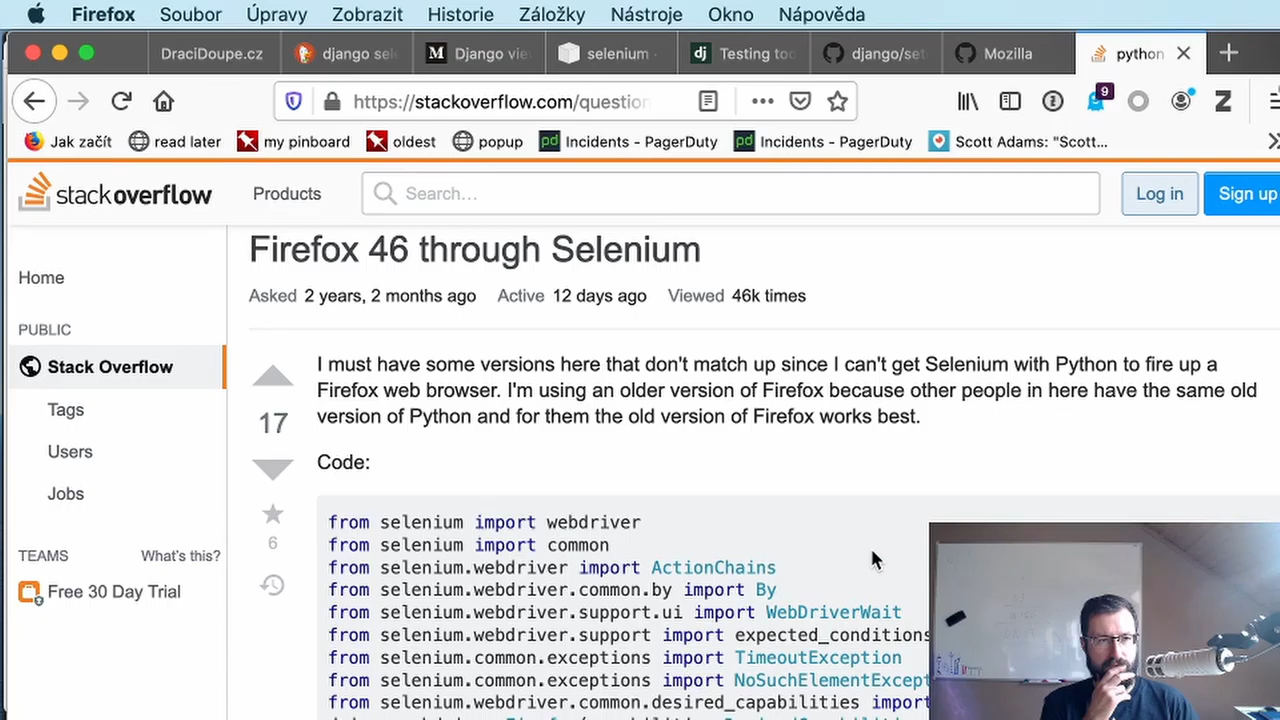 Firefox Soubor Úpravy Zobrazit Historie Záložky Nástroje Okno Nápověda
DraciDoupe.cz django sel Django vie selenium Testing too django/set Mozilla python
https://stackoverflow.com/question 9
Jak začít read later my pinboard oldest popup Incidents - PagerDuty Incidents - PagerDuty Scott Adams: "Scott...
stackoverflow Products Search... Log in Sign up
Firefox 46 through Selenium
Asked 2 years, 2 months ago Active 12 days ago Viewed 46k times
Home
PUBLIC
Stack Overflow
Tags
Users
Jobs
TEAMS What's this?
Free 30 Day Trial
17
6
I must have some versions here that don't match up since I can't get Selenium with Python to fire up a
Firefox web browser. I'm using an older version of Firefox because other people in here have the same old
version of Python and for them the old version of Firefox works best.
Code:
from selenium import webdriver
from selenium import common
from selenium.webdriver import ActionChains
from selenium.webdriver.common.by import By
from selenium.webdriver.support.ui import WebDriverWait
from selenium.webdriver.support import expected_conditions
from selenium.common.exceptions import TimeoutException
from selenium.common.exceptions import NoSuchElementExcept
from selenium.webdriver.common.desired_capabilities import